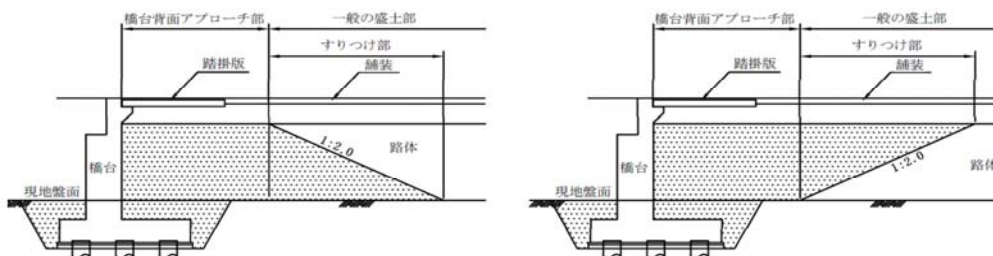 橋台背面アプローチ部
一般の盛土部
すりつけ部
踏掛版
舗装
1:2.0
路体
橋台
現地盤面
橋台背面アプローチ部
一般の盛土部
すりつけ部
踏掛版
舗装
1:2.0
路体
橋台
現地盤面